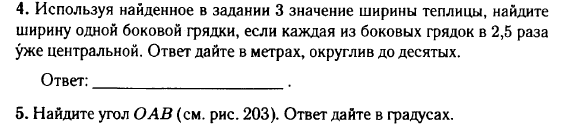 4. Используя найденное в задании 3 значение ширины теплицы, найдите
ширину одной боковой грядки, если каждая из боковых грядок в 2,5 раза
у́же центральной. Ответ дайте в метрах, округлив до десятых.
Ответ: ____________________ .
5. Найдите угол OAB (см. рис. 203). Ответ дайте в градусах.